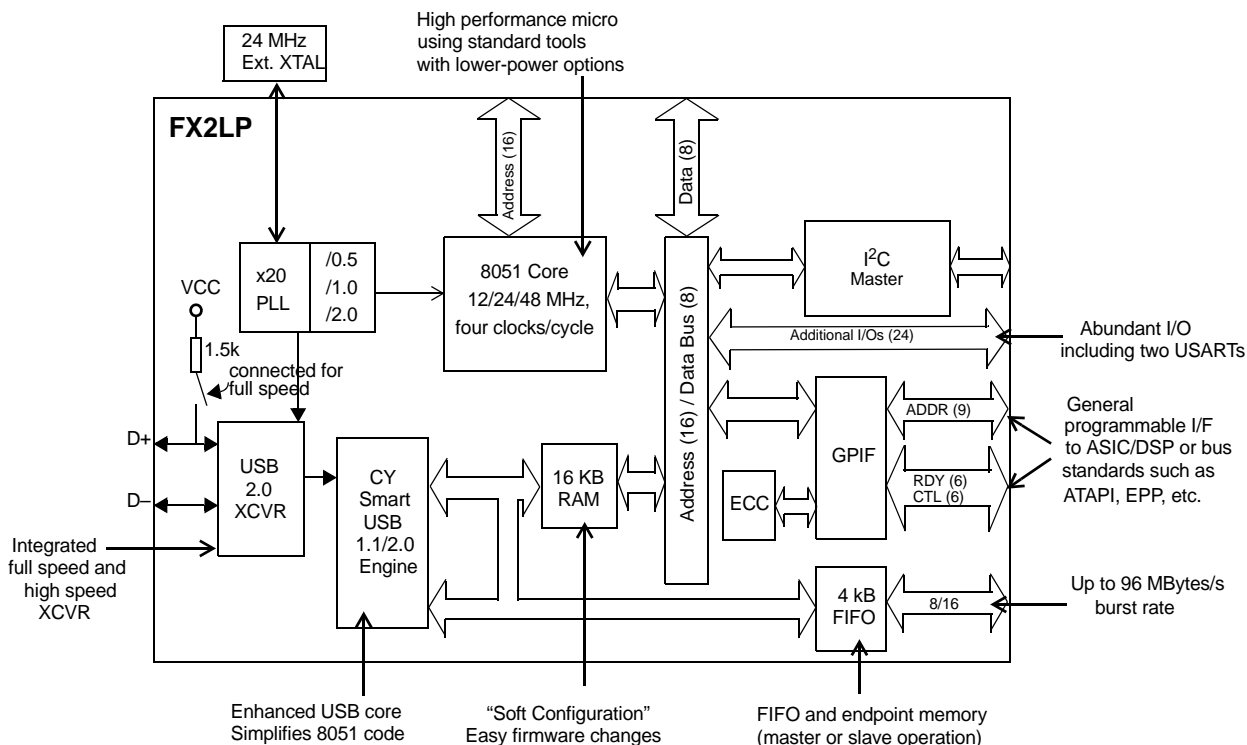 High performance micro
using standard tools
with lower-power options
24 MHz
Ext. XTAL
FX2LP
Address (16)
Data (8)
x20
PLL
/0.5
/1.0
/2.0
8051 Core
12/24/48 MHz,
four clocks/cycle
I²C
Master
VCC
1.5k
connected for
full speed
Address (16) / Data Bus (8)
Additional I/Os (24)
Abundant I/O
including two USARTs
D+
D–
USB
2.0
XCVR
CY
Smart
USB
1.1/2.0
Engine
16 KB
RAM
ECC
GPIF
ADDR (9)
RDY (6)
CTL (6)
General
programmable I/F
to ASIC/DSP or bus
standards such as
ATAPI, EPP, etc.
Integrated
full speed and
high speed
XCVR
4 kB
FIFO
8/16
Up to 96 MBytes/s
burst rate
Enhanced USB core
Simplifies 8051 code
“Soft Configuration”
Easy firmware changes
FIFO and endpoint memory
(master or slave operation)